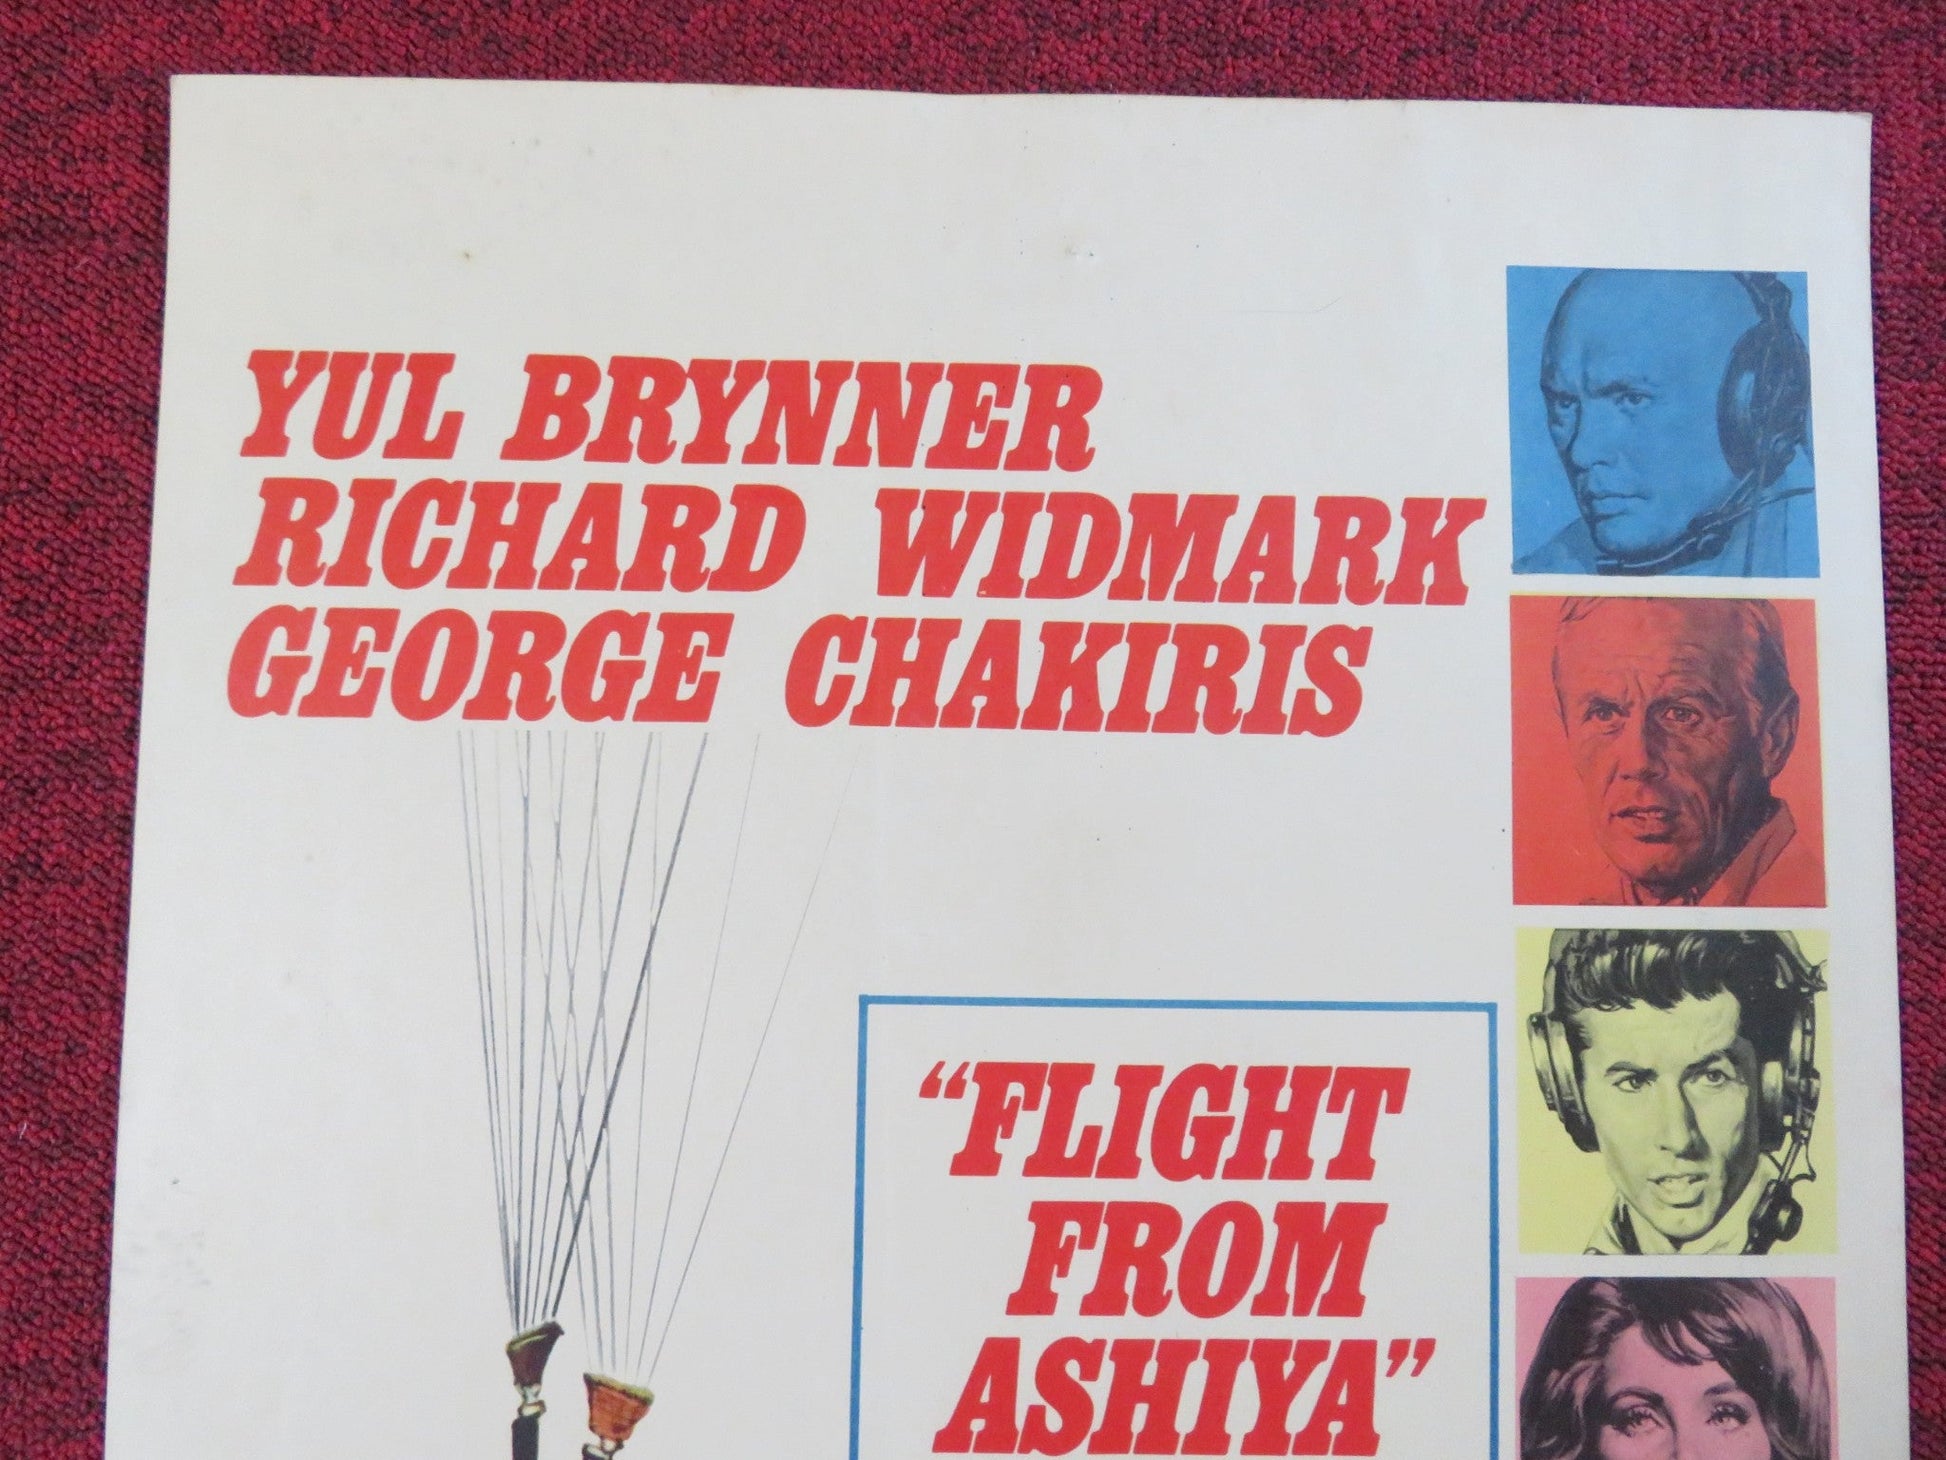 YUL BRYNNER
RICHARD WIDMARK
GEORGE CHAKIRIS
“FLIGHT
FROM
ASHIYA”